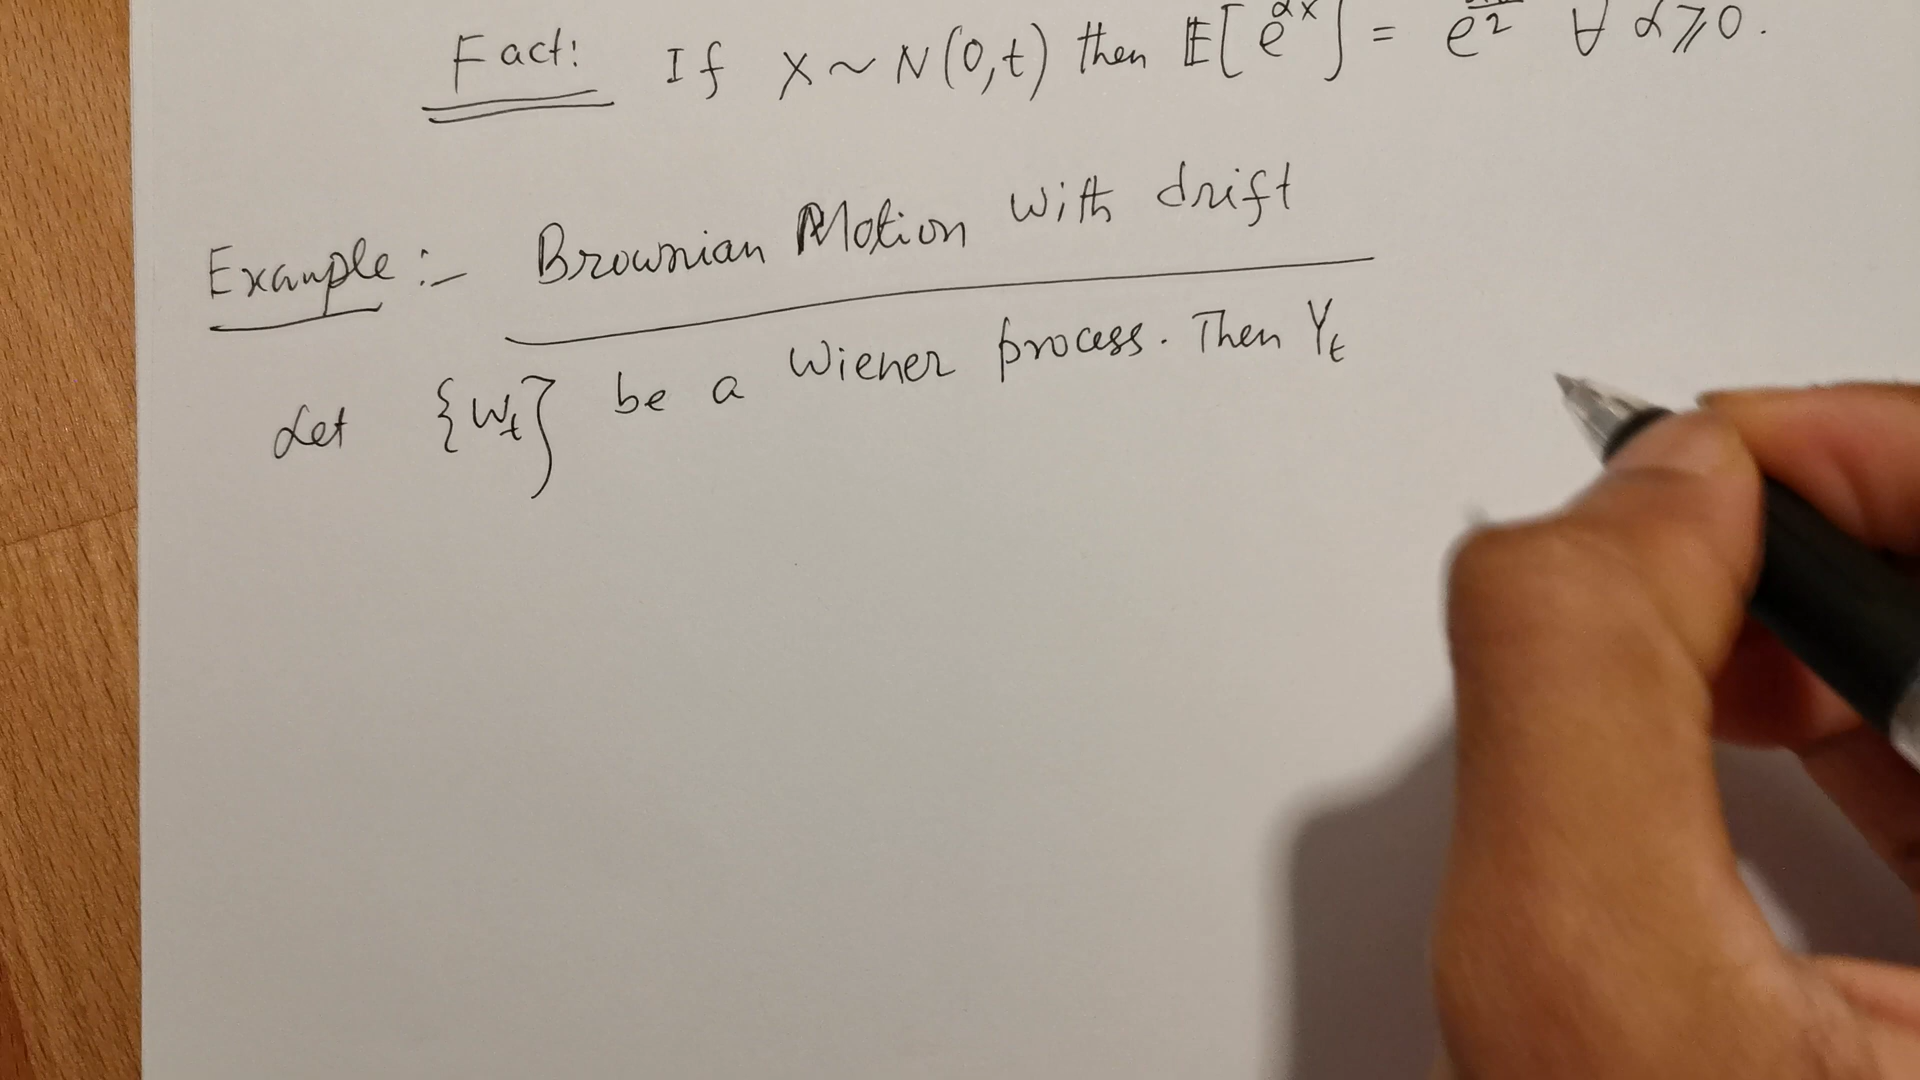 Fact: If X ~ N(0,t) then 𝔼[e^{αX}] = e^{/2} ∀ α ≥ 0.
Example :- Brownian Motion with drift
Let {W_t} be a Wiener process. Then Y_t